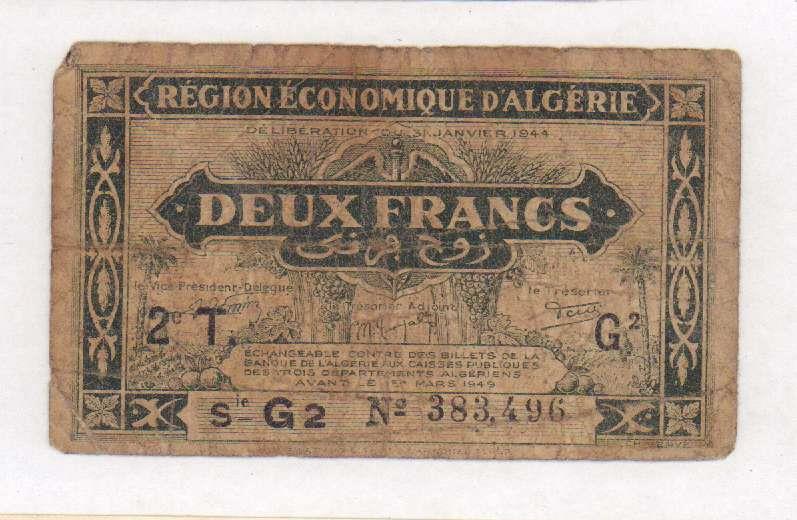 RÉGION ÉCONOMIQUE D'ALGÉRIE
DÉLIBÉRATION DU 31 JANVIER 1944
DEUX FRANCS
زوج فرنك
le Vice-Président-Délégué
le Trésorier Adjoint
le Trésorier
2e T.
G.2
ÉCHANGEABLE CONTRE DES BILLETS DE LA
BANQUE DE L'ALGÉRIE AUX CAISSES PUBLIQUES
DES TROIS DÉPARTEMENTS ALGÉRIENS
AVANT LE 1er MARS 1949
Sie G2 No 383,496